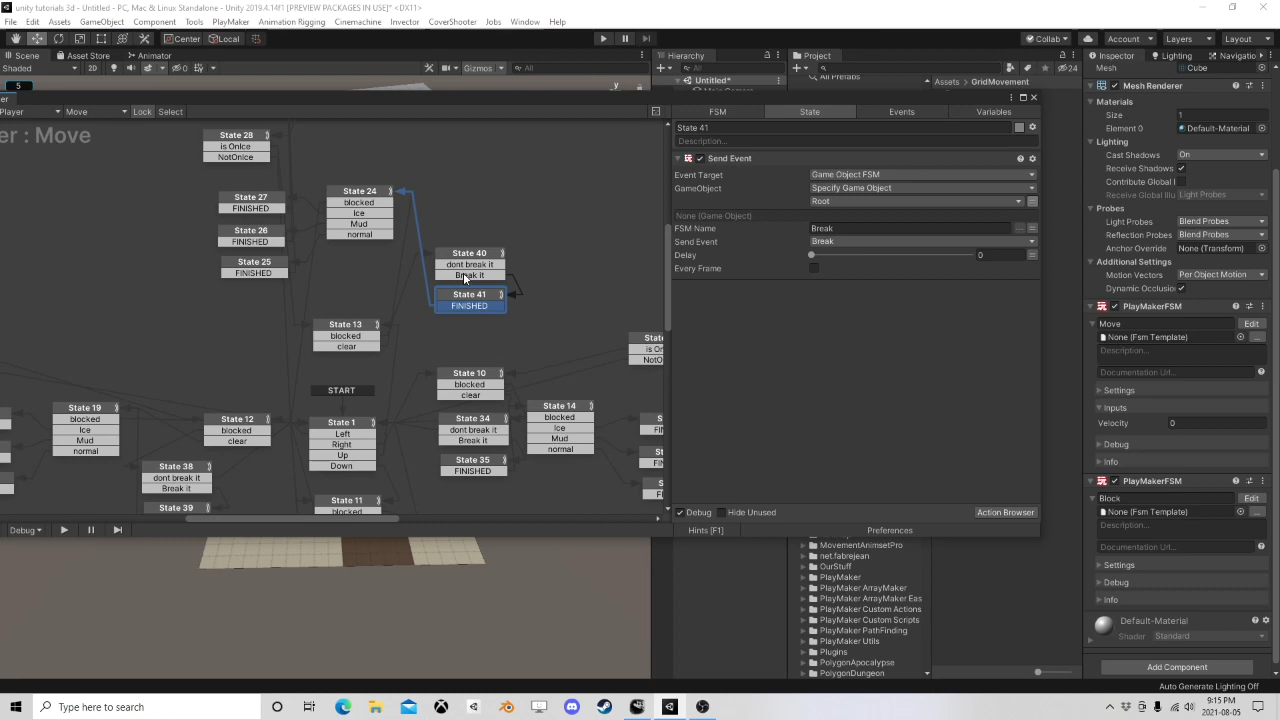 unity tutorials 3d - Untitled - PC, Mac & Linux Standalone - Unity 2019.4.14f1 [PREVIEW PACKAGES IN USE]* <DX11>
File Edit Assets GameObject Component Tools PlayMaker Animation Rigging Cinemachine Invector CoverShooter Jobs Window Help
Center Local Collab Account Layers Layout
Scene Asset Store Animator
Shaded 2D 0 Gizmos All
5
y
Player Move Lock Select
er : Move
State 28
is OnIce
NotOnIce
State 27
FINISHED
State 26
FINISHED
State 25
FINISHED
State 24
blocked
Ice
Mud
normal
State 40
dont break it
Break it
State 41
FINISHED
State 13
blocked
clear
START
State 1
Left
Right
Up
Down
State 10
blocked
clear
State 34
dont break it
Break it
State 35
FINISHED
State 14
blocked
Ice
Mud
normal
State 19
blocked
Ice
Mud
normal
State 12
blocked
clear
State 38
dont break it
Break it
State 39
State 11
blocked
Debug
Hierarchy
All
Untitled*
Project
All Prefabs
Assets > GridMovement
24
FSM State Events Variables
State 41
Description...
Send Event
Event Target Game Object FSM
GameObject Specify Game Object
Root
None (Game Object)
FSM Name Break
Send Event Break
Delay 0
Every Frame
Debug Hide Unused Action Browser
Hints [F1] Preferences
MovementAnimsetPro
net.fabrejean
OurStuff
PlayMaker
PlayMaker ArrayMaker
PlayMaker ArrayMaker Eas
PlayMaker Custom Actions
PlayMaker Custom Scripts
PlayMaker PathFinding
PlayMaker Utils
Plugins
PolygonApocalypse
PolygonDungeon
Inspector Lighting Navigatio
Mesh Cube
Mesh Renderer
Materials
Size 1
Element 0 Default-Material
Lighting
Cast Shadows On
Receive Shadows
Contribute Global I
Receive Global Illu Light Probes
Probes
Light Probes Blend Probes
Reflection Probes Blend Probes
Anchor Override None (Transform)
Additional Settings
Motion Vectors Per Object Motion
Dynamic Occlusion
PlayMakerFSM
Move Edit
None (Fsm Template) ...
Description...
Documentation Url...
Settings
Inputs
Velocity 0
Debug
Info
PlayMakerFSM
Block Edit
None (Fsm Template) ...
Description...
Documentation Url...
Settings
Debug
Info
Default-Material
Shader Standard
Add Component
Auto Generate Lighting Off
Type here to search
9:15 PM
2021-08-05